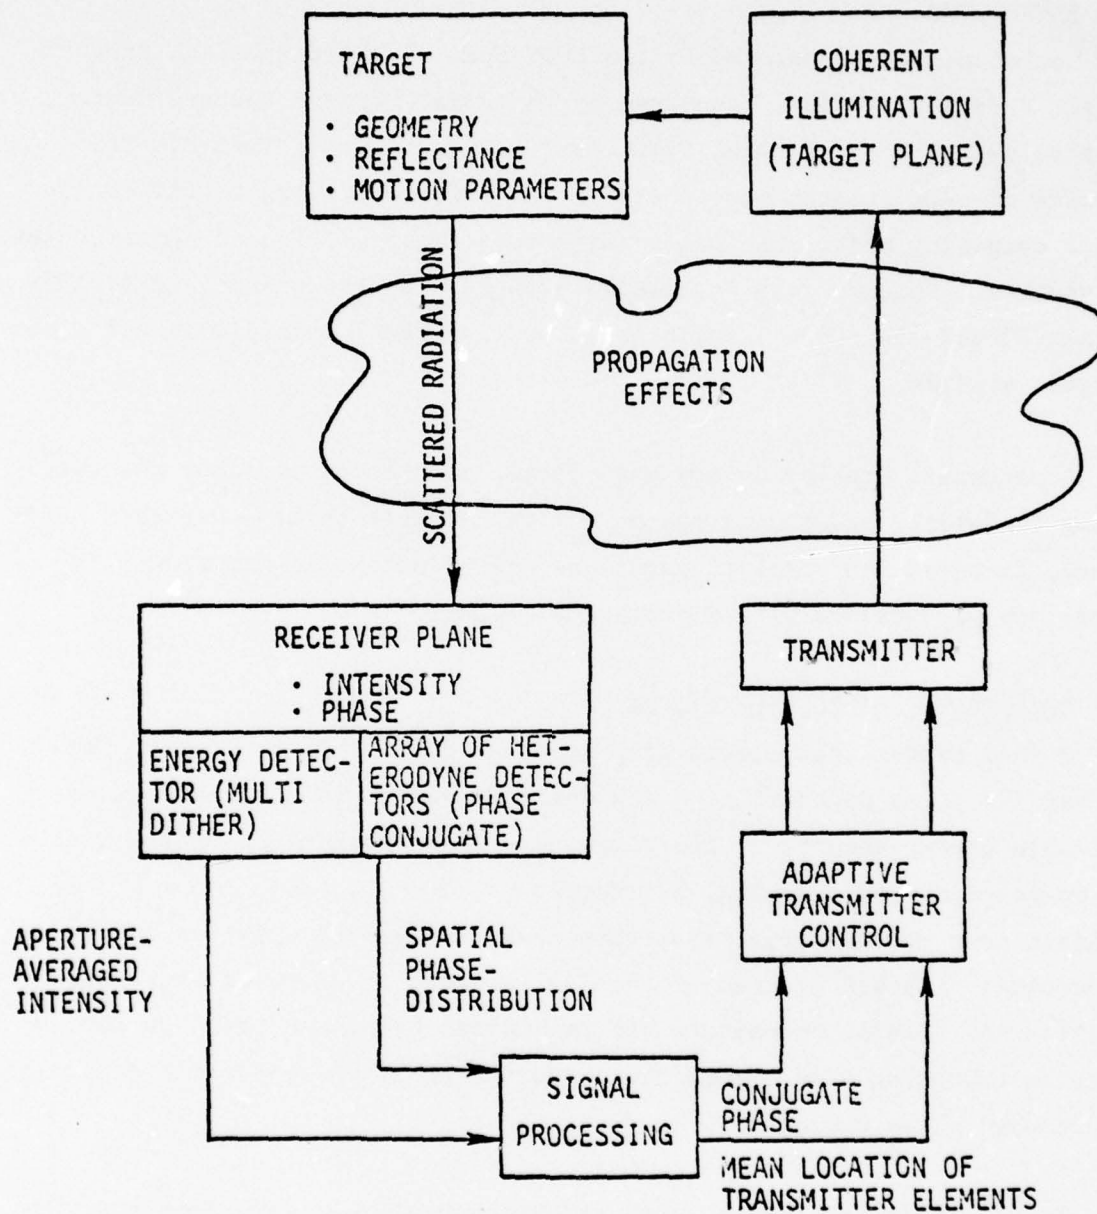 TARGET
• GEOMETRY
• REFLECTANCE
• MOTION PARAMETERS
COHERENT
ILLUMINATION
(TARGET PLANE)
SCATTERED RADIATION
PROPAGATION
EFFECTS
RECEIVER PLANE
• INTENSITY
• PHASE
ENERGY DETEC-
TOR (MULTI
DITHER)
ARRAY OF HET-
ERODYNE DETEC-
TORS (PHASE
CONJUGATE)
TRANSMITTER
ADAPTIVE
TRANSMITTER
CONTROL
APERTURE-
AVERAGED
INTENSITY
SPATIAL
PHASE-
DISTRIBUTION
SIGNAL
PROCESSING
CONJUGATE
PHASE
MEAN LOCATION OF
TRANSMITTER ELEMENTS